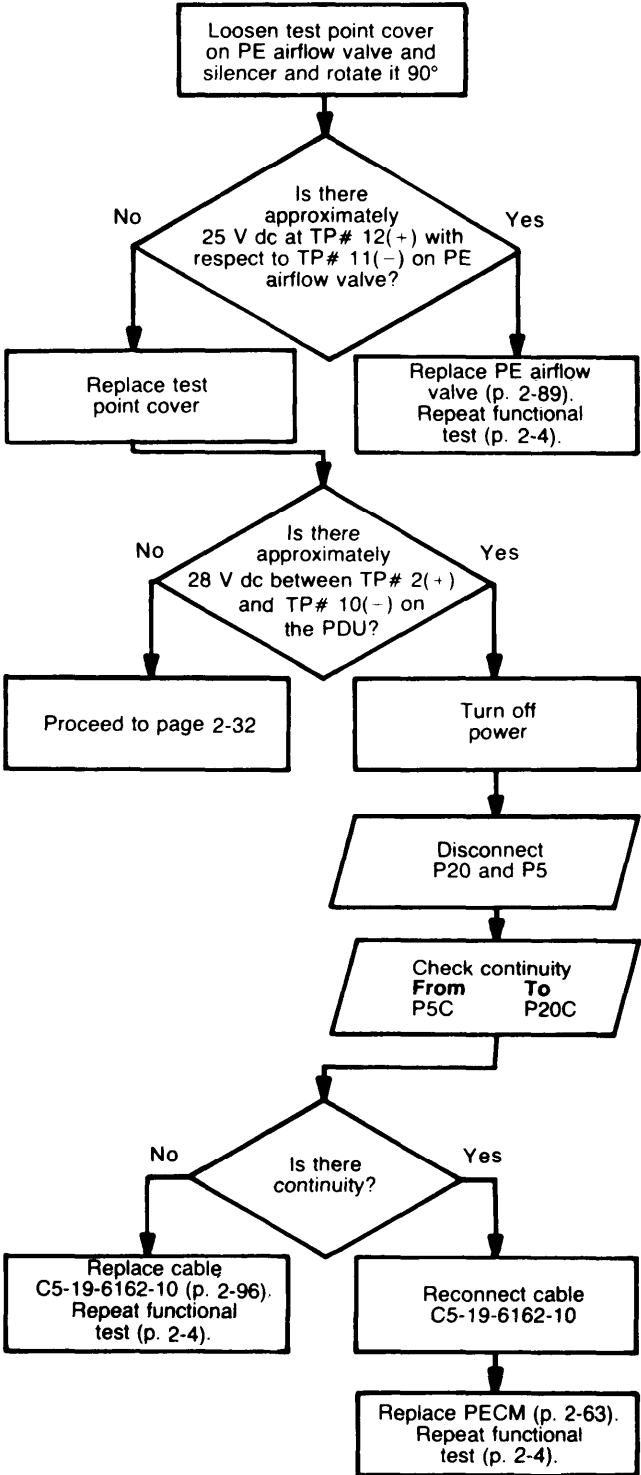 Loosen test point cover
on PE airflow valve and
silencer and rotate it 90°
Is there
approximately
25 V dc at TP# 12(+) with
respect to TP# 11(−) on PE
airflow valve?
No
Yes
Replace test
point cover
Replace PE airflow
valve (p. 2-89).
Repeat functional
test (p. 2-4).
Is there
approximately
28 V dc between TP# 2(+)
and TP# 10(−) on
the PDU?
No
Yes
Proceed to page 2-32
Turn off
power
Disconnect
P20 and P5
Check continuity
From To
P5C P20C
Is there
continuity?
No
Yes
Replace cable
C5-19-6162-10 (p. 2-96).
Repeat functional
test (p. 2-4).
Reconnect cable
C5-19-6162-10
Replace PECM (p. 2-63).
Repeat functional
test (p. 2-4).